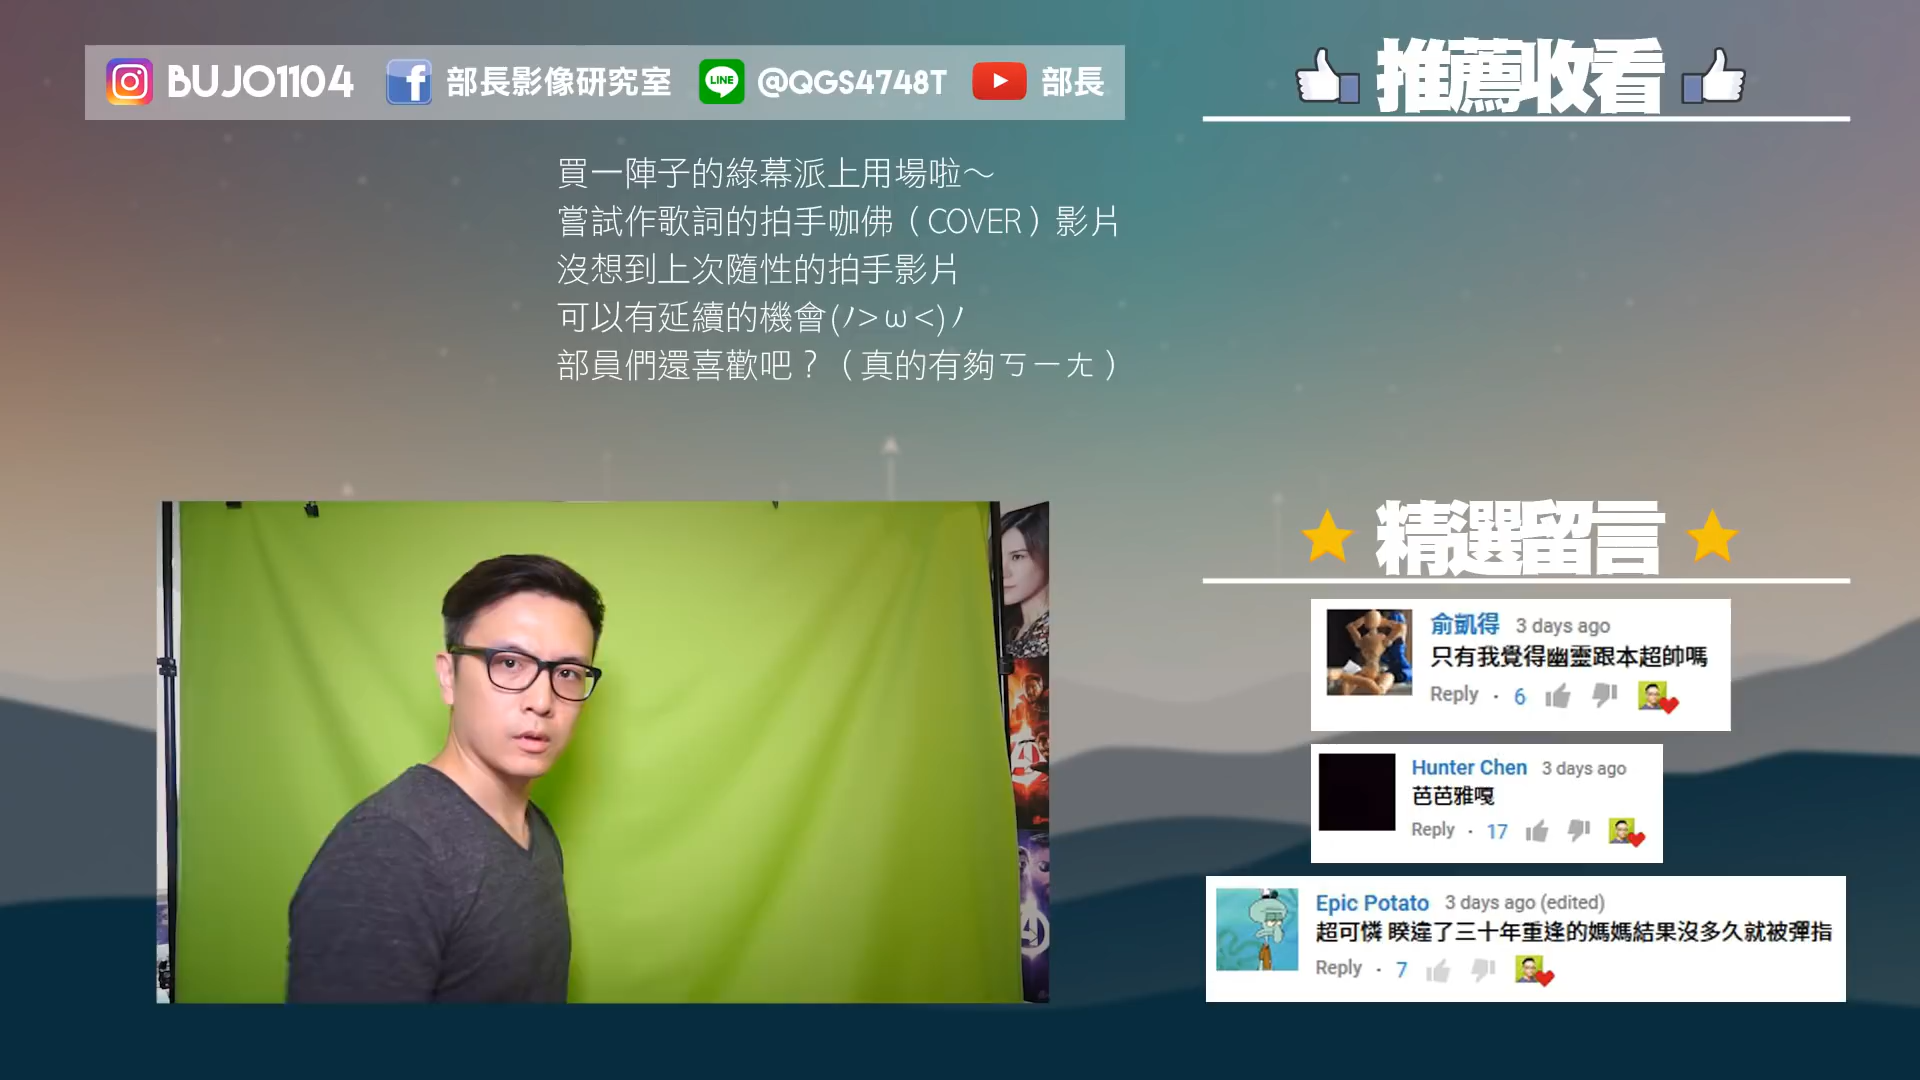 BUJO1104 部長影像研究室 LINE @QGS4748T 部長
買一陣子的綠幕派上用場啦～
嘗試作歌詞的拍手咖佛（COVER）影片
沒想到上次隨性的拍手影片
可以有延續的機會(ﾉ>ω<)ﾉ
部員們還喜歡吧？（真的有夠ㄎㄧㄤ）
推薦收看
精選留言
俞凱得 3 days ago
只有我覺得幽靈跟本超帥嗎
Reply · 6
Hunter Chen 3 days ago
芭芭雅嘎
Reply · 17
Epic Potato 3 days ago (edited)
超可憐 睽違了三十年重逢的媽媽結果沒多久就被彈指
Reply · 7